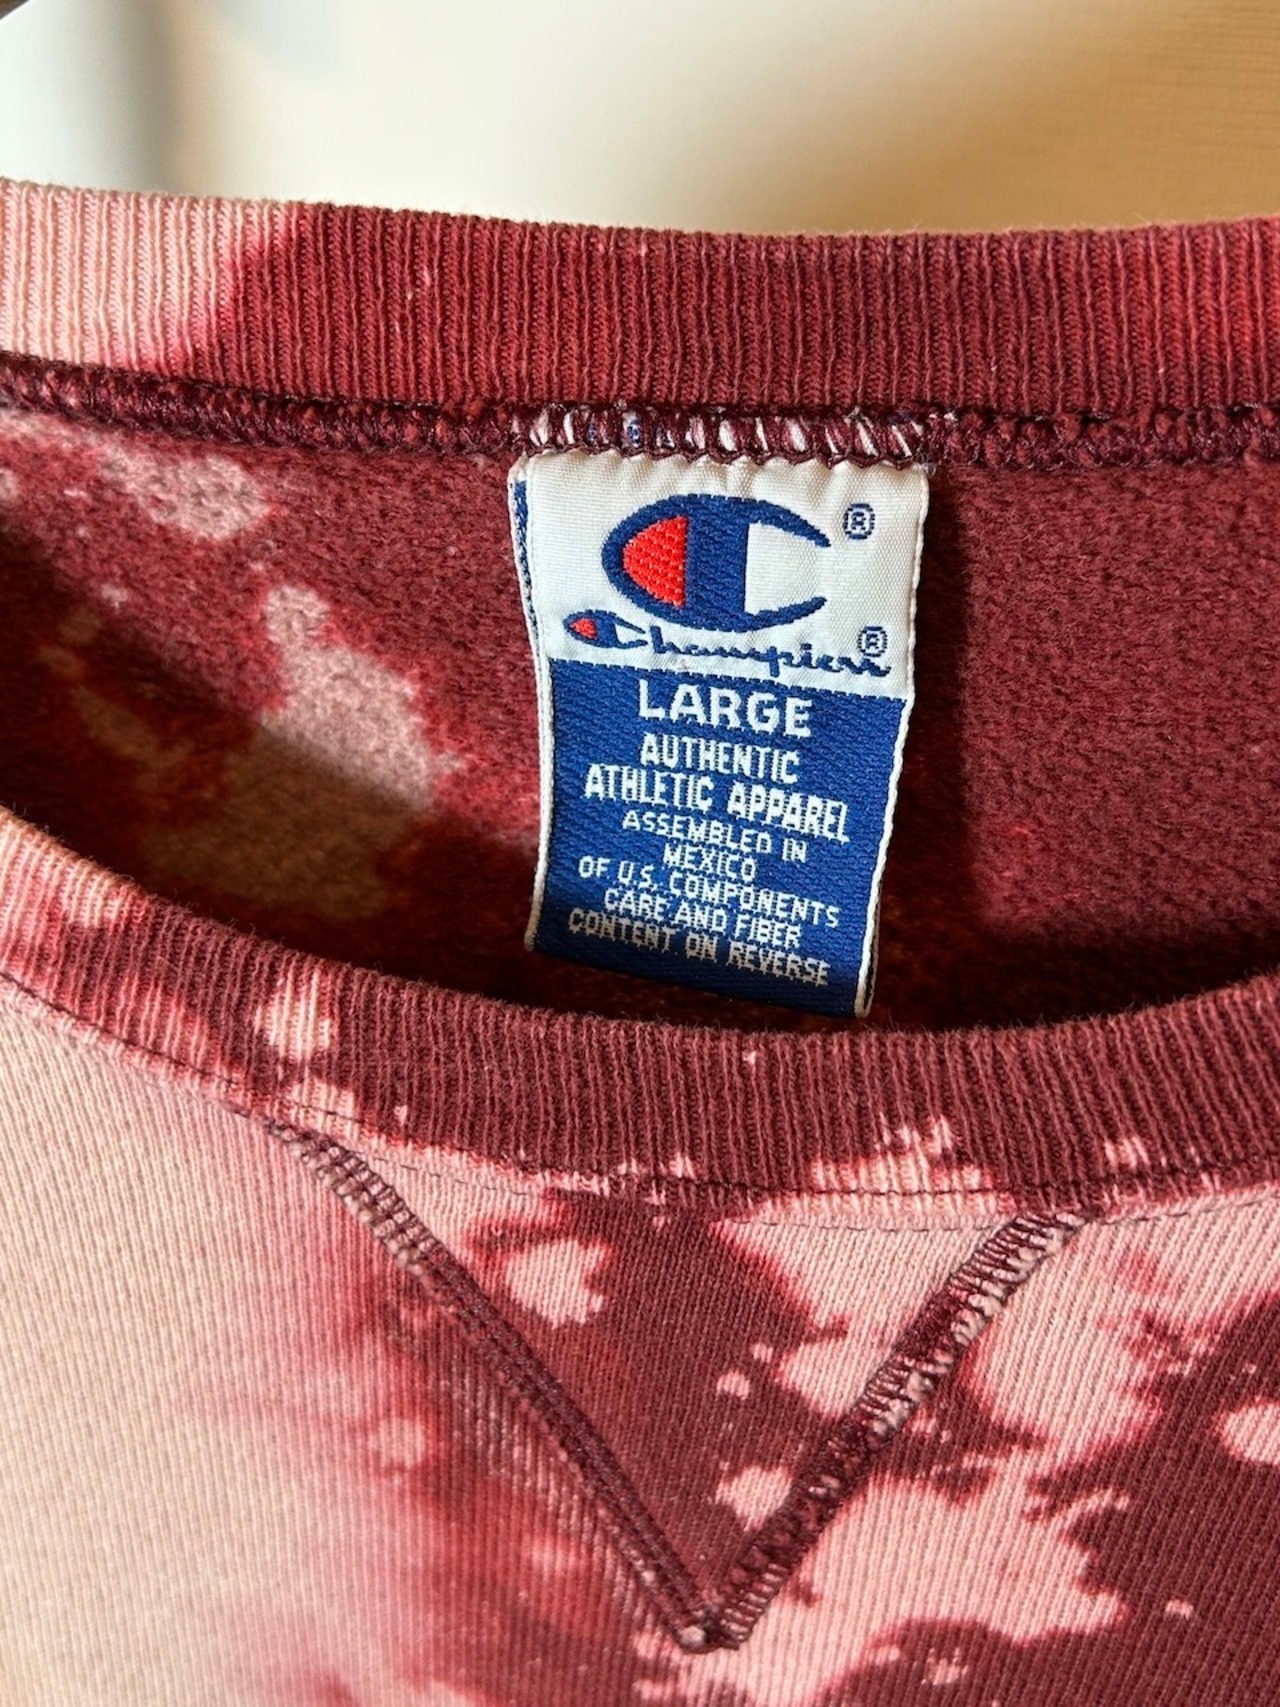 ®
Champion®
LARGE
AUTHENTIC
ATHLETIC APPAREL
ASSEMBLED IN
MEXICO
OF U.S. COMPONENTS
CARE AND FIBER
CONTENT ON REVERSE